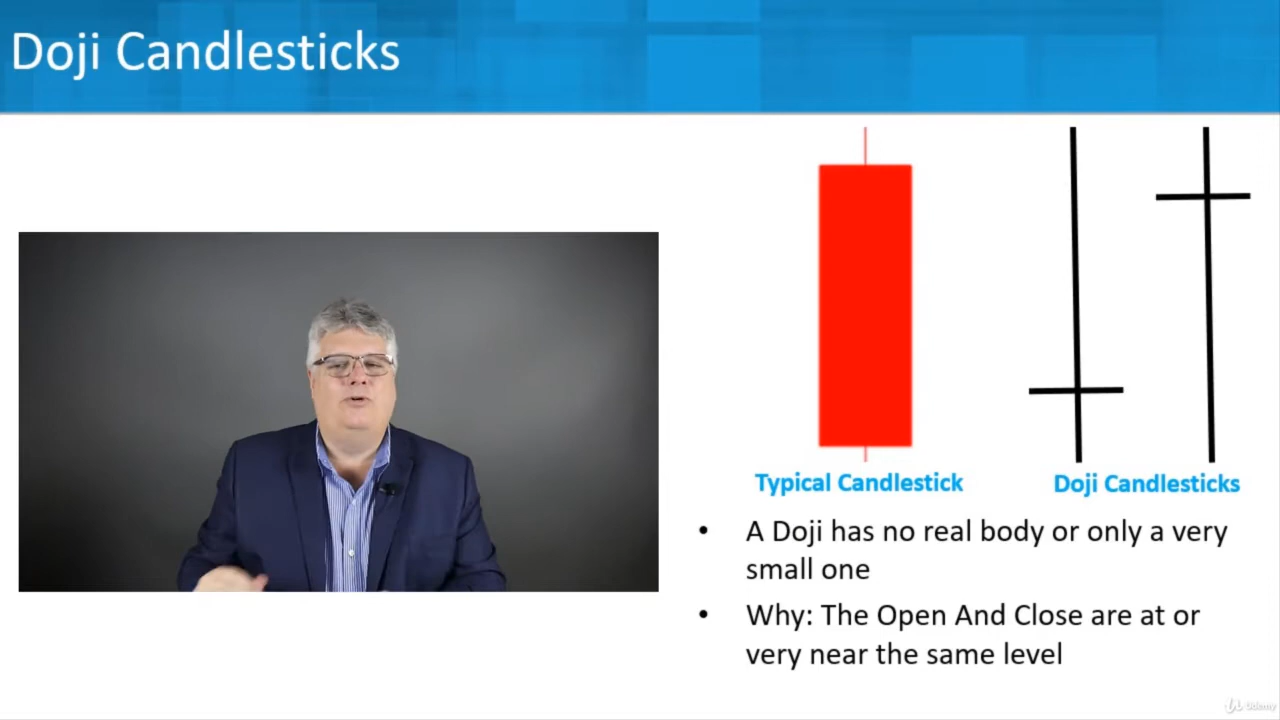 Doji Candlesticks
Typical Candlestick
Doji Candlesticks
• A Doji has no real body or only a very
small one
• Why: The Open And Close are at or
very near the same level
Udemy